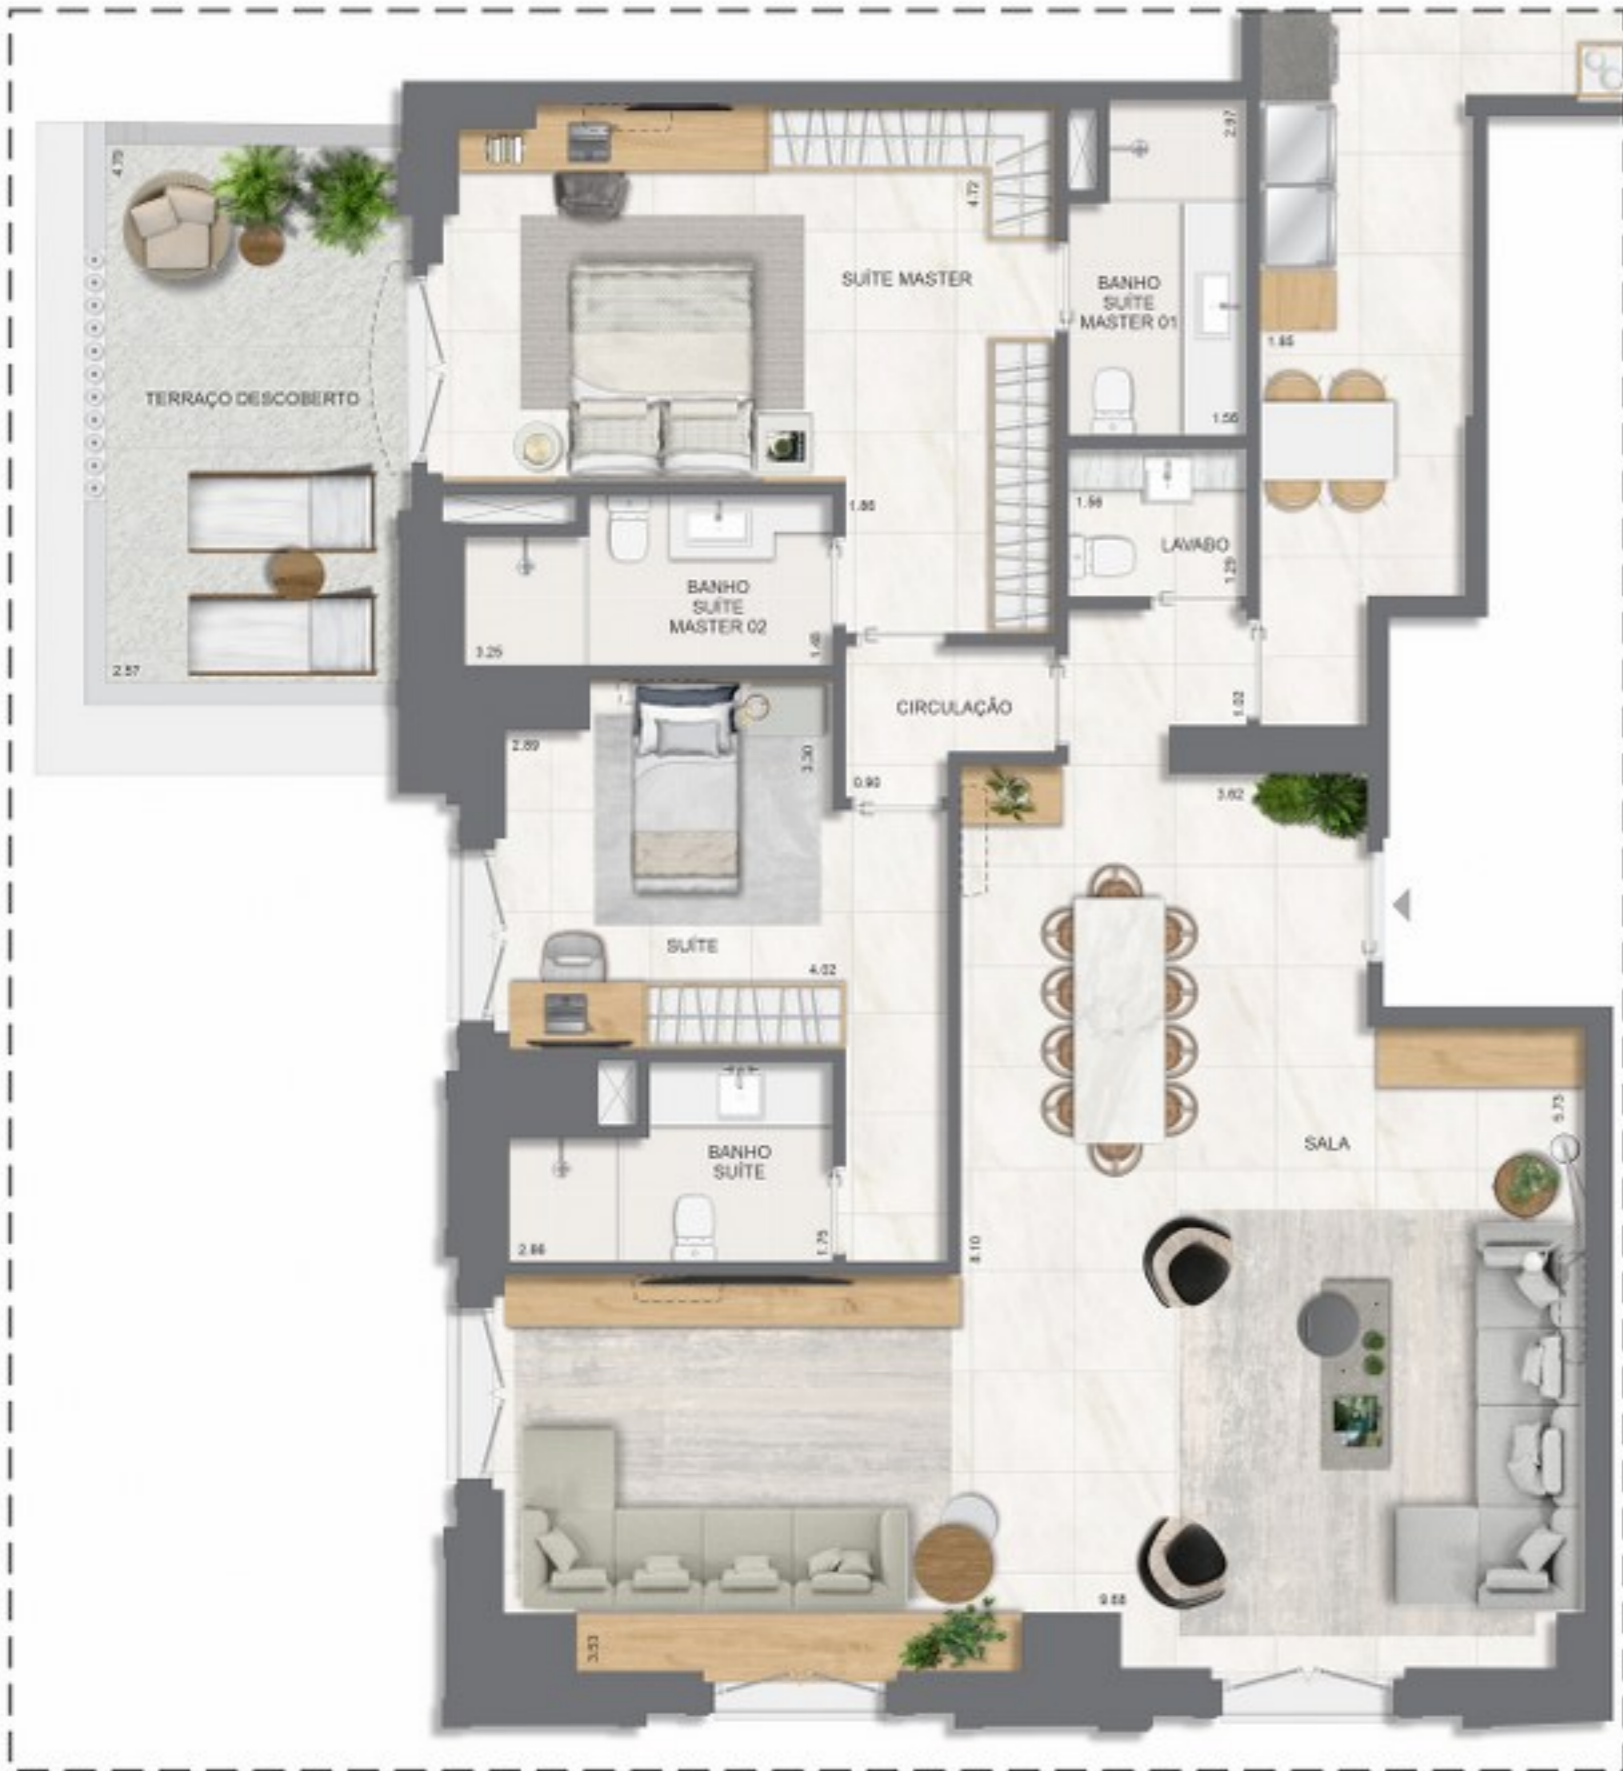 2.97
4.70
4.72
SUÍTE MASTER
BANHO
SUÍTE
MASTER 01
1.85
TERRAÇO DESCOBERTO
1.56
1.86
1.56
LAVABO
1.29
BANHO
SUÍTE
MASTER 02
1.48
3.25
2.57
1.02
CIRCULAÇÃO
2.89
3.30
0.90
3.62
SUÍTE
4.02
5.73
SALA
BANHO
SUÍTE
1.75
2.86
8.10
9.68
3.53